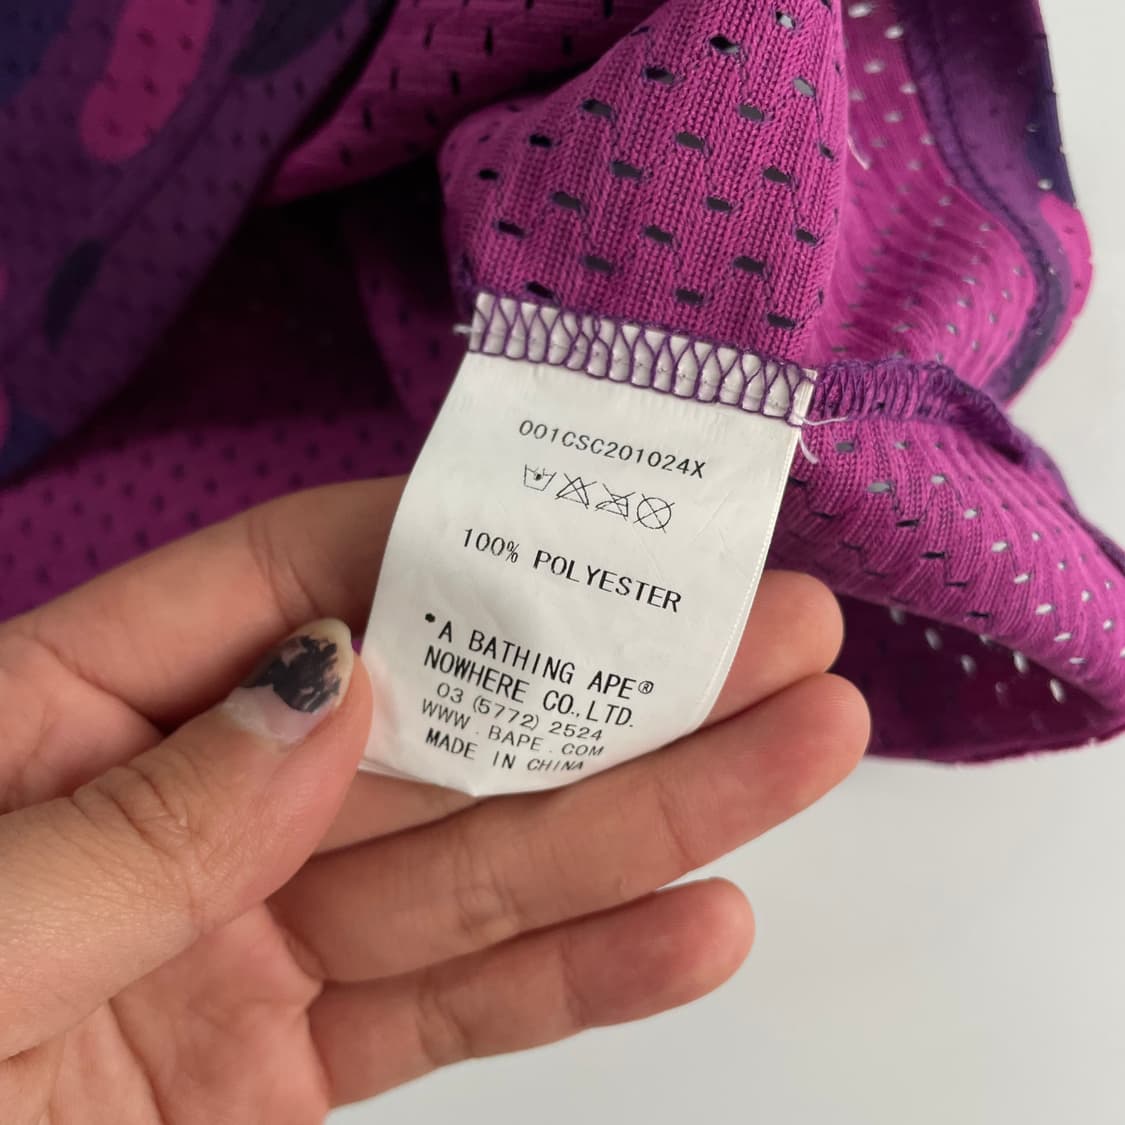 001CSC201024X
100% POLYESTER
•A BATHING APE®
NOWHERE CO.,LTD.
03 (5772) 2524
WWW.BAPE.COM
MADE IN CHINA